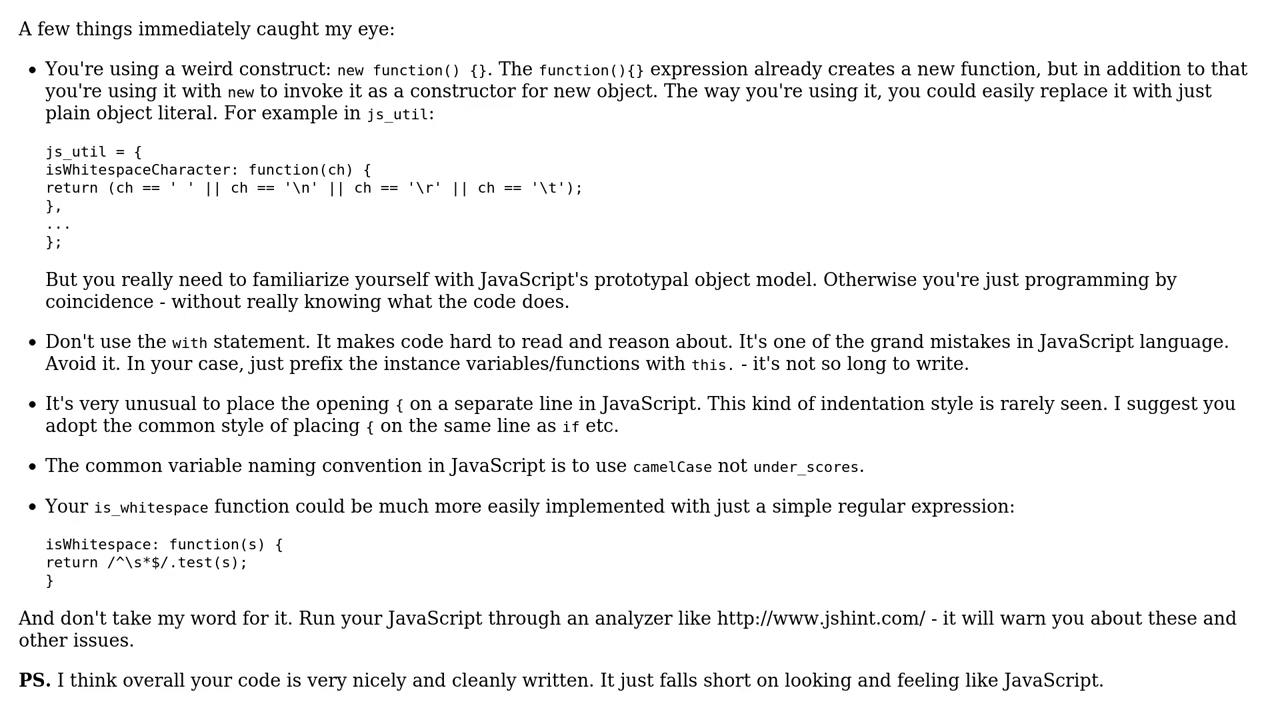 A few things immediately caught my eye:
• You're using a weird construct: new function() {}. The function(){} expression already creates a new function, but in addition to that
you're using it with new to invoke it as a constructor for new object. The way you're using it, you could easily replace it with just
plain object literal. For example in js_util:
js_util = {
isWhitespaceCharacter: function(ch) {
return (ch == ' ' || ch == '\n' || ch == '\r' || ch == '\t');
},
...
};
But you really need to familiarize yourself with JavaScript's prototypal object model. Otherwise you're just programming by
coincidence - without really knowing what the code does.
• Don't use the with statement. It makes code hard to read and reason about. It's one of the grand mistakes in JavaScript language.
Avoid it. In your case, just prefix the instance variables/functions with this. - it's not so long to write.
• It's very unusual to place the opening { on a separate line in JavaScript. This kind of indentation style is rarely seen. I suggest you
adopt the common style of placing { on the same line as if etc.
• The common variable naming convention in JavaScript is to use camelCase not under_scores.
• Your is_whitespace function could be much more easily implemented with just a simple regular expression:
isWhitespace: function(s) {
return /^\s*$/.test(s);
}
And don't take my word for it. Run your JavaScript through an analyzer like http://www.jshint.com/ - it will warn you about these and
other issues.
PS. I think overall your code is very nicely and cleanly written. It just falls short on looking and feeling like JavaScript.